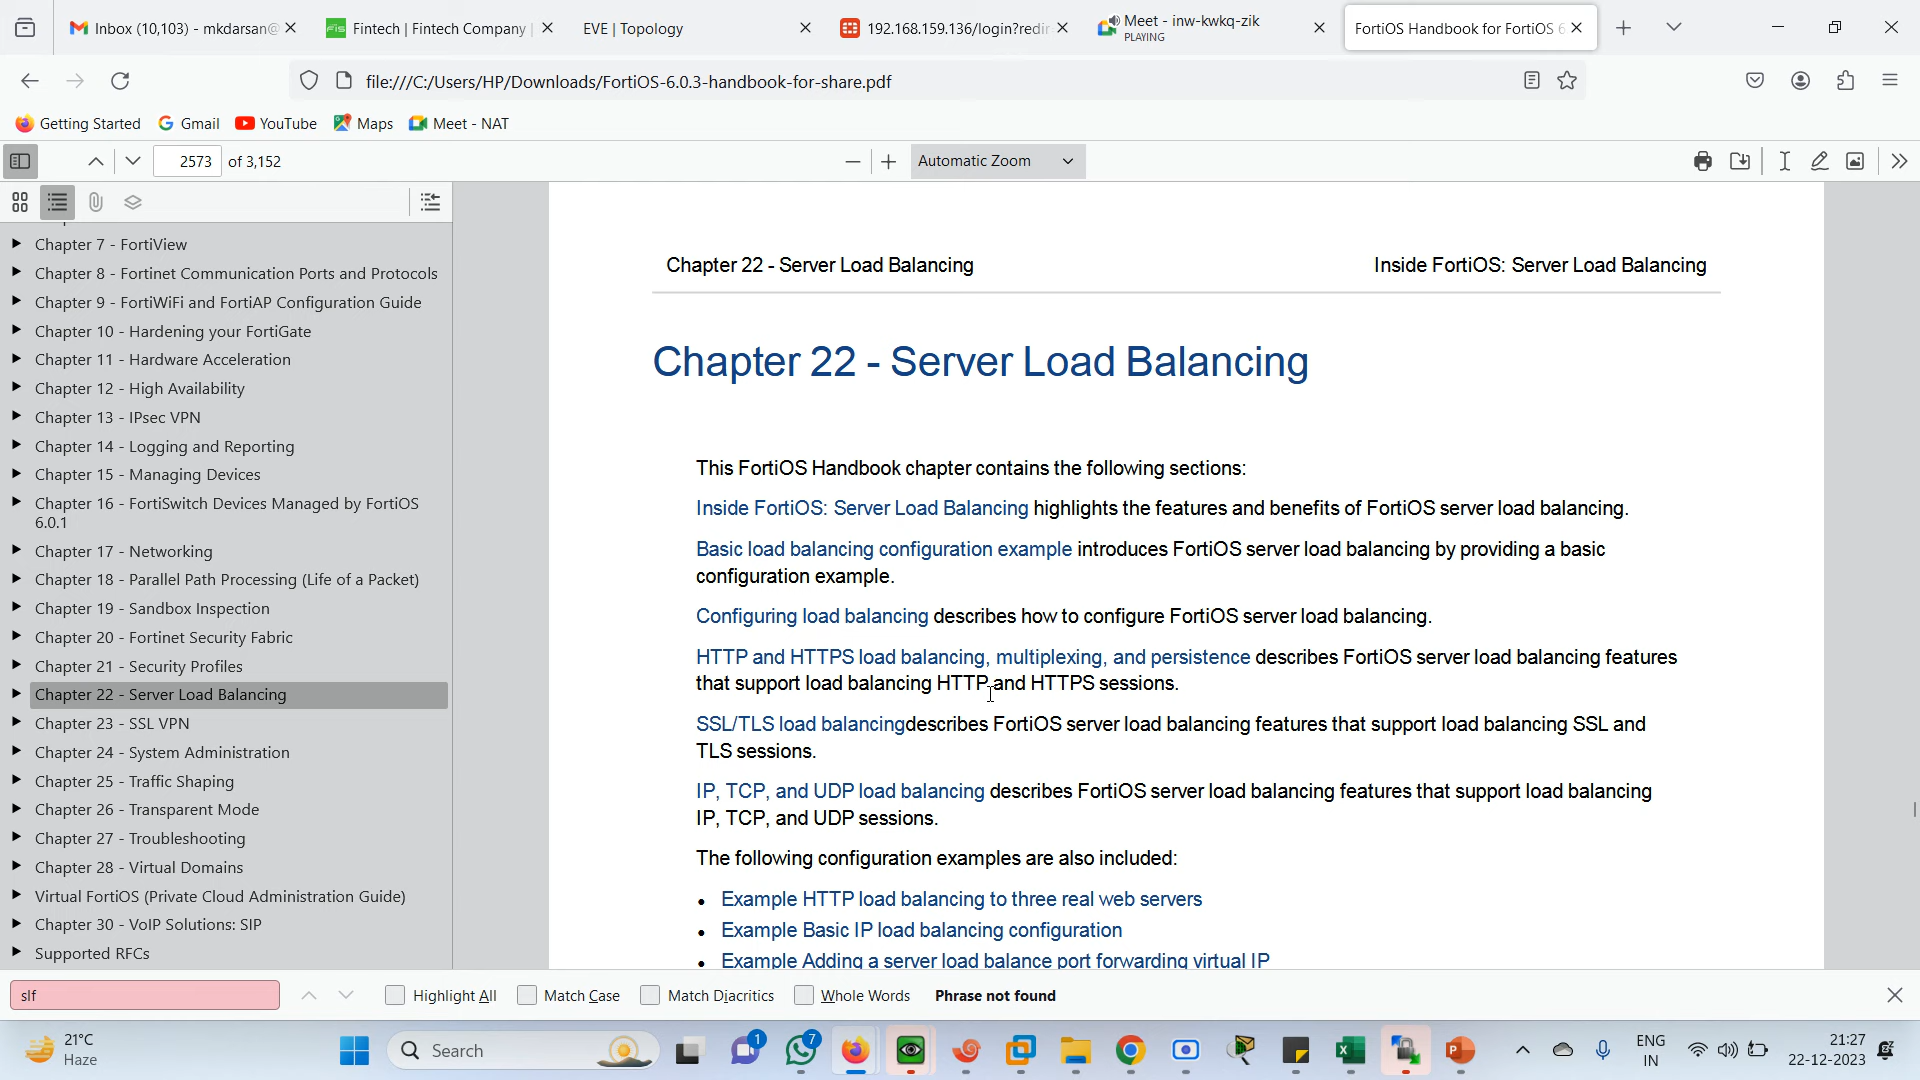 Inbox (10,103) - mkdarsan@
Fintech | Fintech Company |
EVE | Topology
192.168.159.136/login?redir
Meet - inw-kwkq-zik
PLAYING
FortiOS Handbook for FortiOS 6
file:///C:/Users/HP/Downloads/FortiOS-6.0.3-handbook-for-share.pdf
Getting Started
Gmail
YouTube
Maps
Meet - NAT
2573 of 3,152
Automatic Zoom
Chapter 7 - FortiView
Chapter 8 - Fortinet Communication Ports and Protocols
Chapter 9 - FortiWiFi and FortiAP Configuration Guide
Chapter 10 - Hardening your FortiGate
Chapter 11 - Hardware Acceleration
Chapter 12 - High Availability
Chapter 13 - IPsec VPN
Chapter 14 - Logging and Reporting
Chapter 15 - Managing Devices
Chapter 16 - FortiSwitch Devices Managed by FortiOS
6.0.1
Chapter 17 - Networking
Chapter 18 - Parallel Path Processing (Life of a Packet)
Chapter 19 - Sandbox Inspection
Chapter 20 - Fortinet Security Fabric
Chapter 21 - Security Profiles
Chapter 22 - Server Load Balancing
Chapter 23 - SSL VPN
Chapter 24 - System Administration
Chapter 25 - Traffic Shaping
Chapter 26 - Transparent Mode
Chapter 27 - Troubleshooting
Chapter 28 - Virtual Domains
Virtual FortiOS (Private Cloud Administration Guide)
Chapter 30 - VoIP Solutions: SIP
Supported RFCs
Chapter 22 - Server Load Balancing
Inside FortiOS: Server Load Balancing
Chapter 22 - Server Load Balancing
This FortiOS Handbook chapter contains the following sections:
Inside FortiOS: Server Load Balancing highlights the features and benefits of FortiOS server load balancing.
Basic load balancing configuration example introduces FortiOS server load balancing by providing a basic
configuration example.
Configuring load balancing describes how to configure FortiOS server load balancing.
HTTP and HTTPS load balancing, multiplexing, and persistence describes FortiOS server load balancing features
that support load balancing HTTP and HTTPS sessions.
SSL/TLS load balancingdescribes FortiOS server load balancing features that support load balancing SSL and
TLS sessions.
IP, TCP, and UDP load balancing describes FortiOS server load balancing features that support load balancing
IP, TCP, and UDP sessions.
The following configuration examples are also included:
• Example HTTP load balancing to three real web servers
• Example Basic IP load balancing configuration
• Example Adding a server load balance port forwarding virtual IP
slf
Highlight All
Match Case
Match Diacritics
Whole Words
Phrase not found
21°C
Haze
Search
1
7
ENG
IN
21:27
22-12-2023